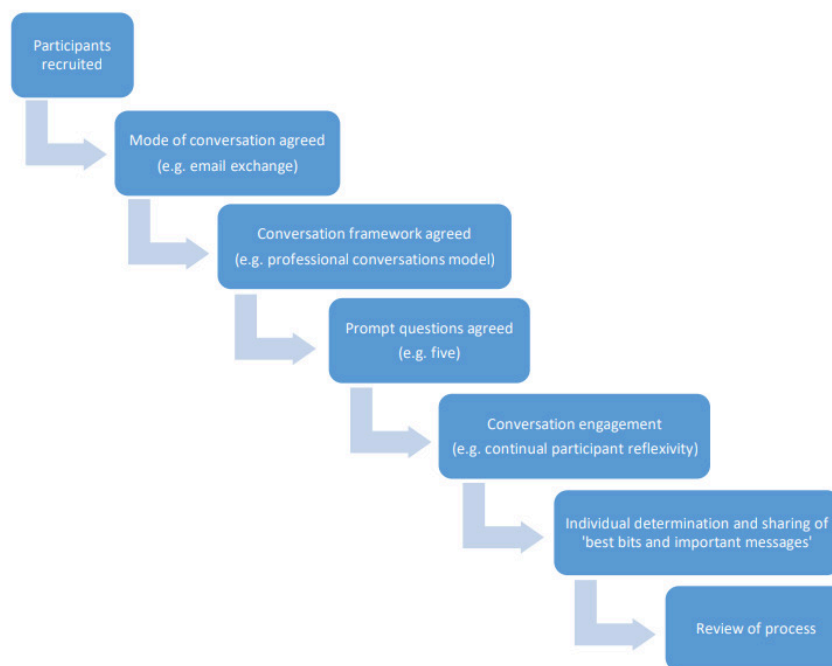 Participants
recruited
Mode of conversation agreed
(e.g. email exchange)
Conversation framework agreed
(e.g. professional conversations model)
Prompt questions agreed
(e.g. five)
Conversation engagement
(e.g. continual participant reflexivity)
Individual determination and sharing of
'best bits and important messages'
Review of process